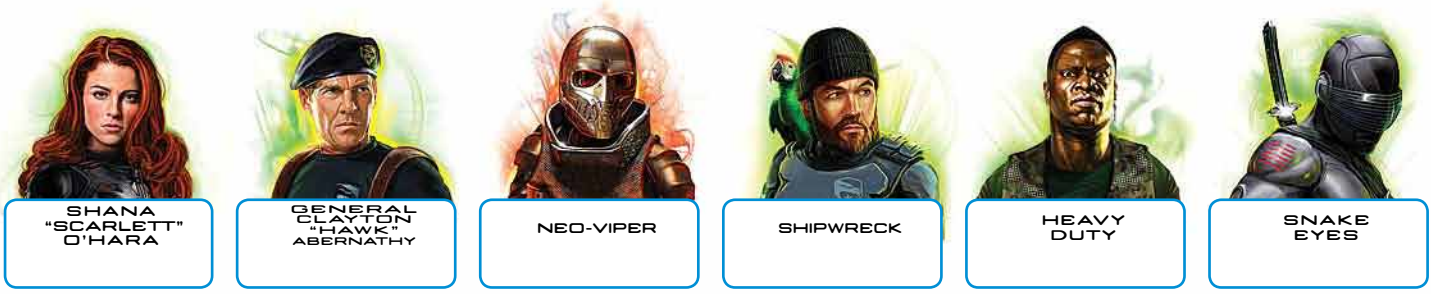 SHANA
"SCARLETT"
O'HARA
GENERAL
CLAYTON
"HAWK"
ABERNATHY
NEO-VIPER
SHIPWRECK
HEAVY
DUTY
SNAKE
EYES